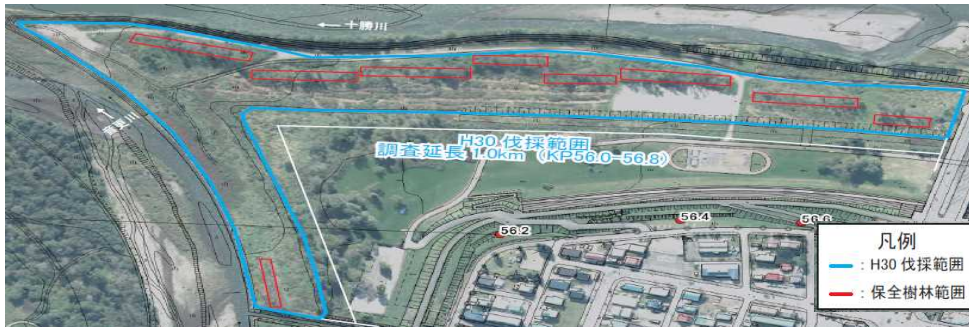 ← 十勝川
音更川
H30 伐採範囲
調査延長 1.0km (KP56.0-56.8)
56.2
56.4
56.6
凡例
: H30 伐採範囲
: 保全樹林範囲